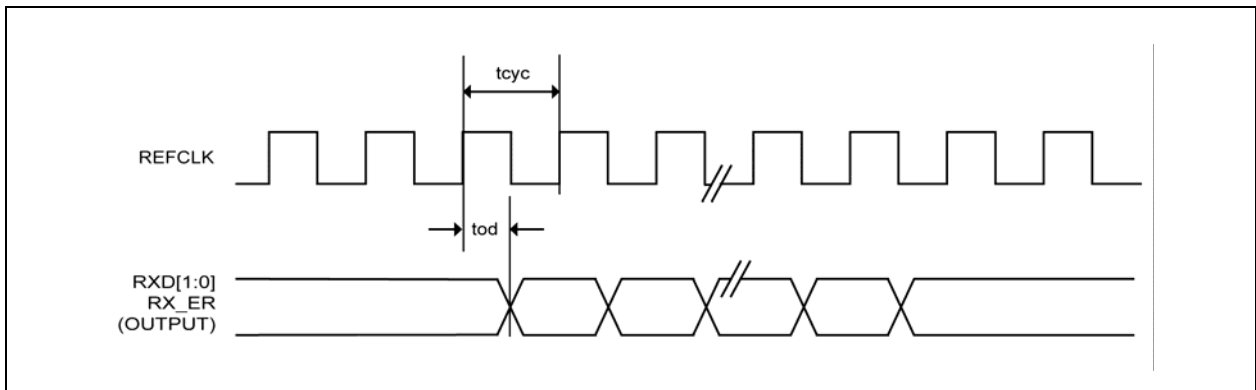 tcyc
REFCLK
tod
RXD[1:0]
RX_ER
(OUTPUT)